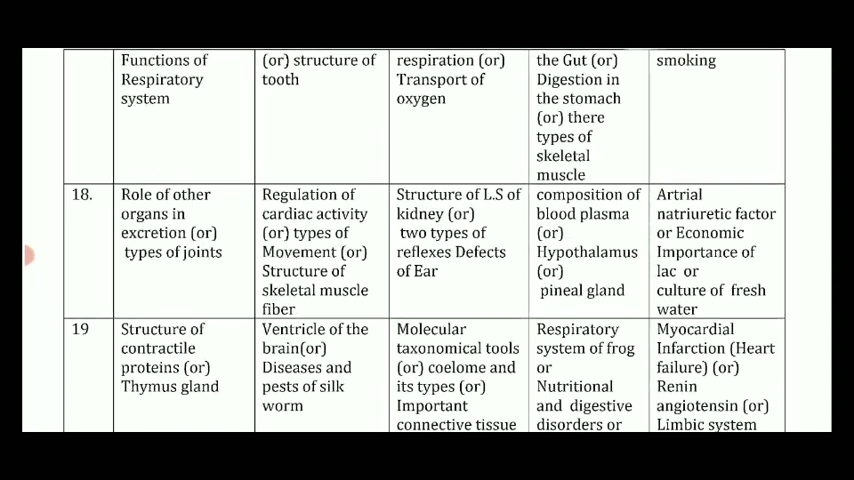 Functions of
Respiratory
system
(or) structure of
tooth
respiration (or)
Transport of
oxygen
the Gut (or)
Digestion in
the stomach
(or) there
types of
skeletal
muscle
smoking
18.
Role of other
organs in
excretion (or)
types of joints
Regulation of
cardiac activity
(or) types of
Movement (or)
Structure of
skeletal muscle
fiber
Structure of L.S of
kidney (or)
two types of
reflexes Defects
of Ear
composition of
blood plasma
(or)
Hypothalamus
(or)
pineal gland
Artrial
natriuretic factor
or Economic
Importance of
lac or
culture of fresh
water
19
Structure of
contractile
proteins (or)
Thymus gland
Ventricle of the
brain(or)
Diseases and
pests of silk
worm
Molecular
taxonomical tools
(or) coelome and
its types (or)
Important
connective tissue
Respiratory
system of frog
or
Nutritional
and digestive
disorders or
Myocardial
Infarction (Heart
failure) (or)
Renin
angiotensin (or)
Limbic system